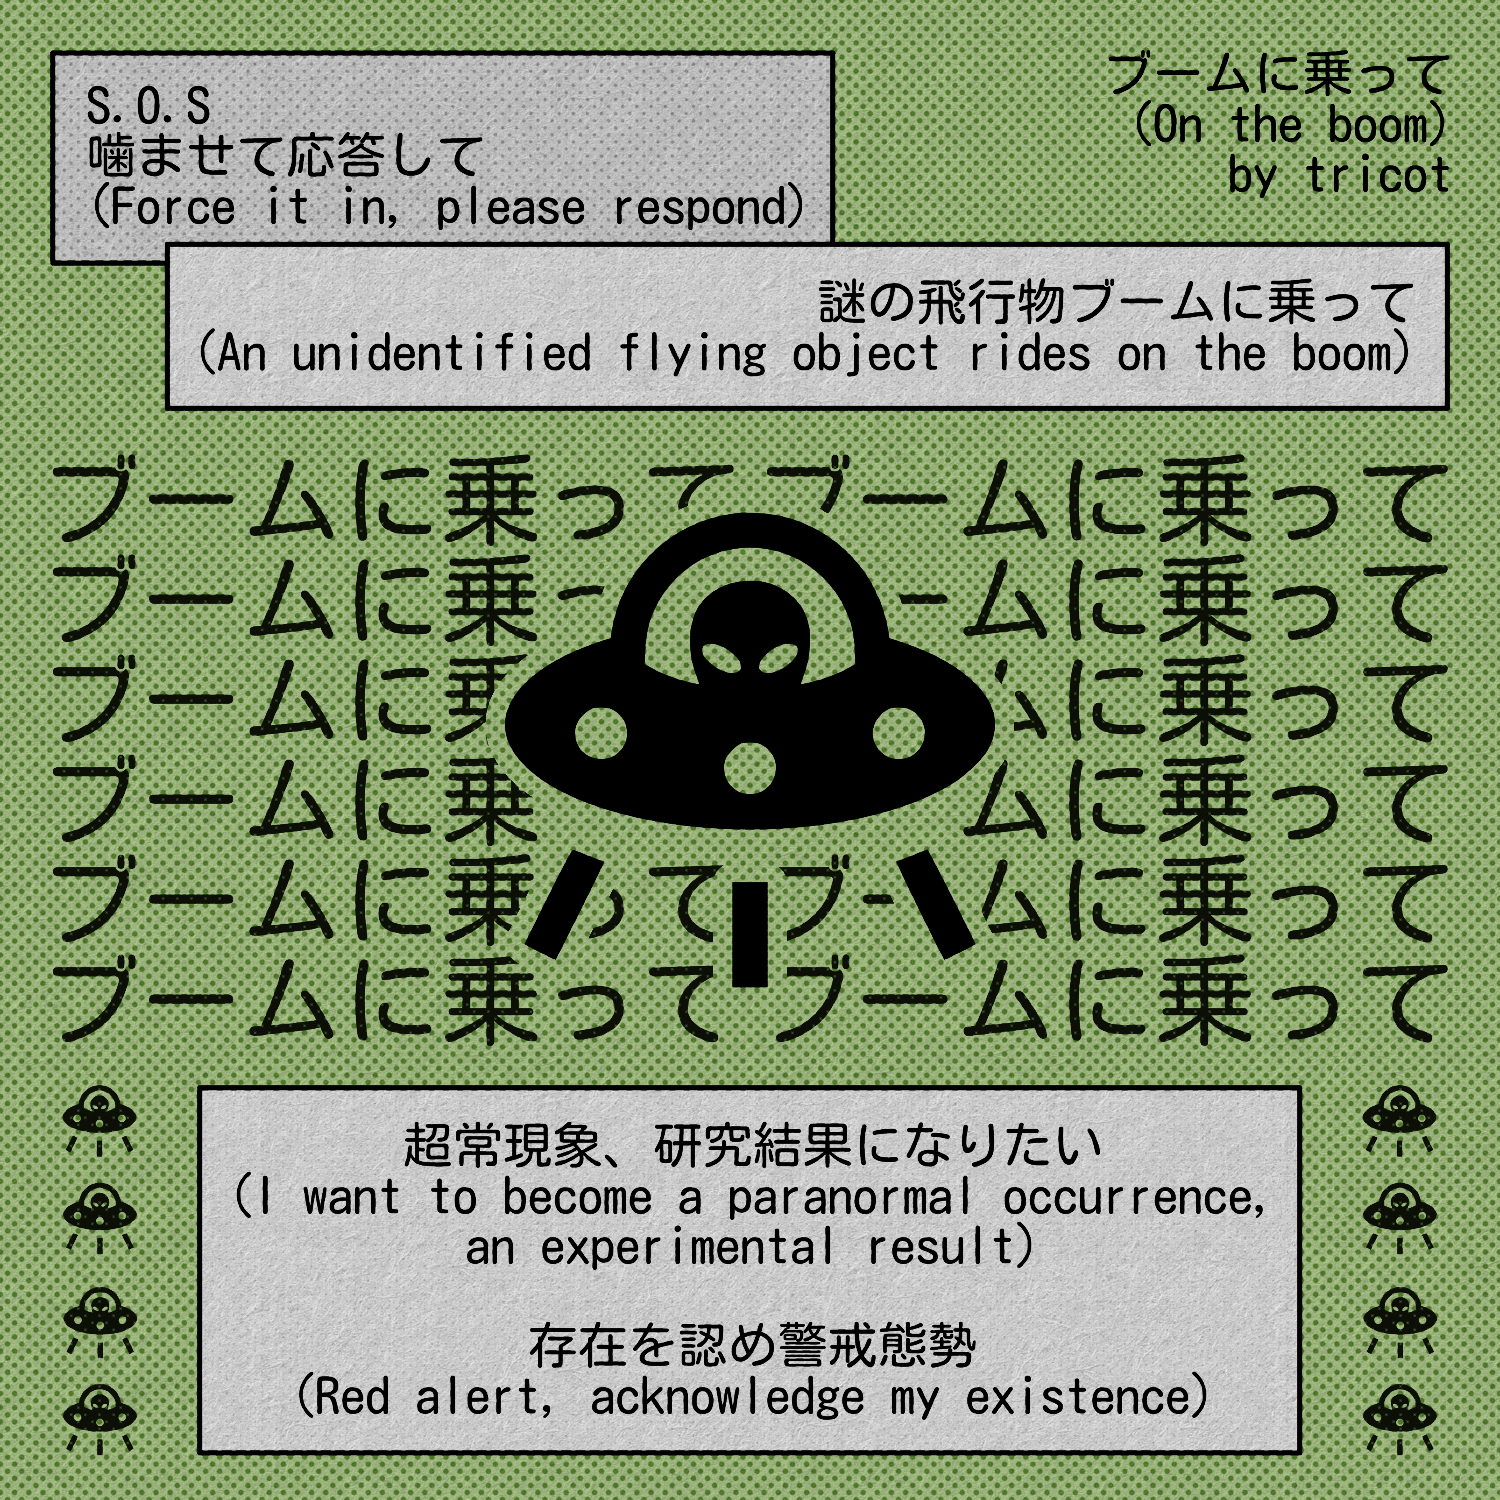 S.O.S
噛ませて応答して
(Force it in, please respond)
ブームに乗って
(On the boom)
by tricot
謎の飛行物ブームに乗って
(An unidentified flying object rides on the boom)
ブームに乗ってブームに乗って
ブームに乗っームに乗って
ブームに乗ムに乗って
ブームに乗ムに乗って
ブームに乗ってブームに乗って
ブームに乗ってブームに乗って
超常現象、研究結果になりたい
(I want to become a paranormal occurrence,
an experimental result)
存在を認め警戒態勢
(Red alert, acknowledge my existence)